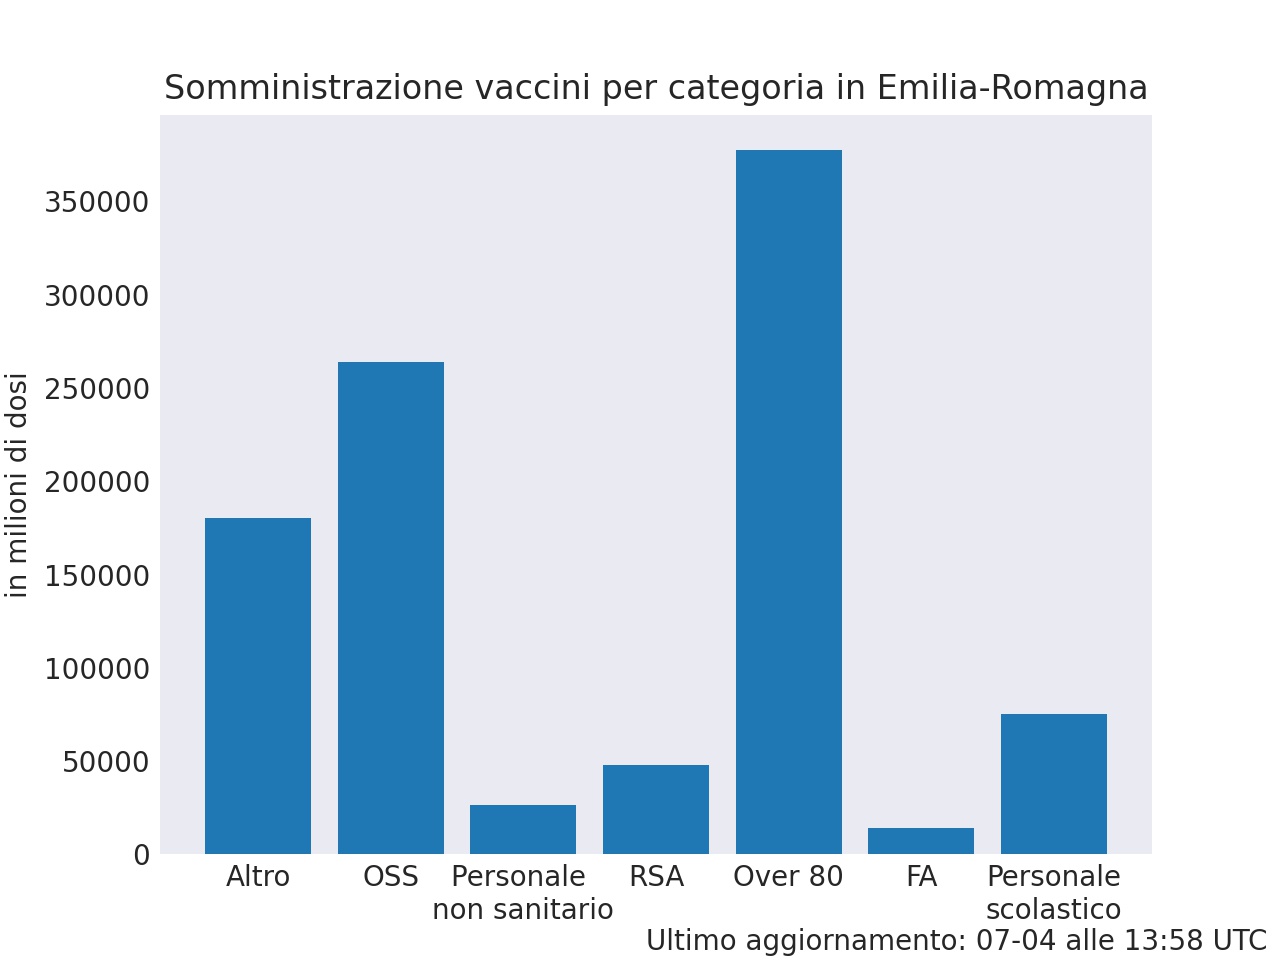 Somministrazione vaccini per categoria in Emilia-Romagna
in milioni di dosi
350000
300000
250000
200000
150000
100000
50000
0
Altro OSS Personale RSA Over 80 FA Personale
non sanitario scolastico
Ultimo aggiornamento: 07-04 alle 13:58 UTC